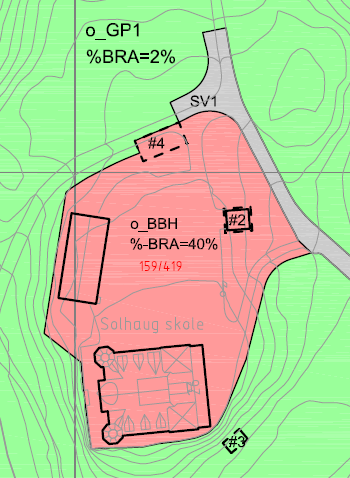 o_GP1
%BRA=2%
SV1
#4
#2
o_BBH
%-BRA=40%
159/419
Solhaug skole
#3